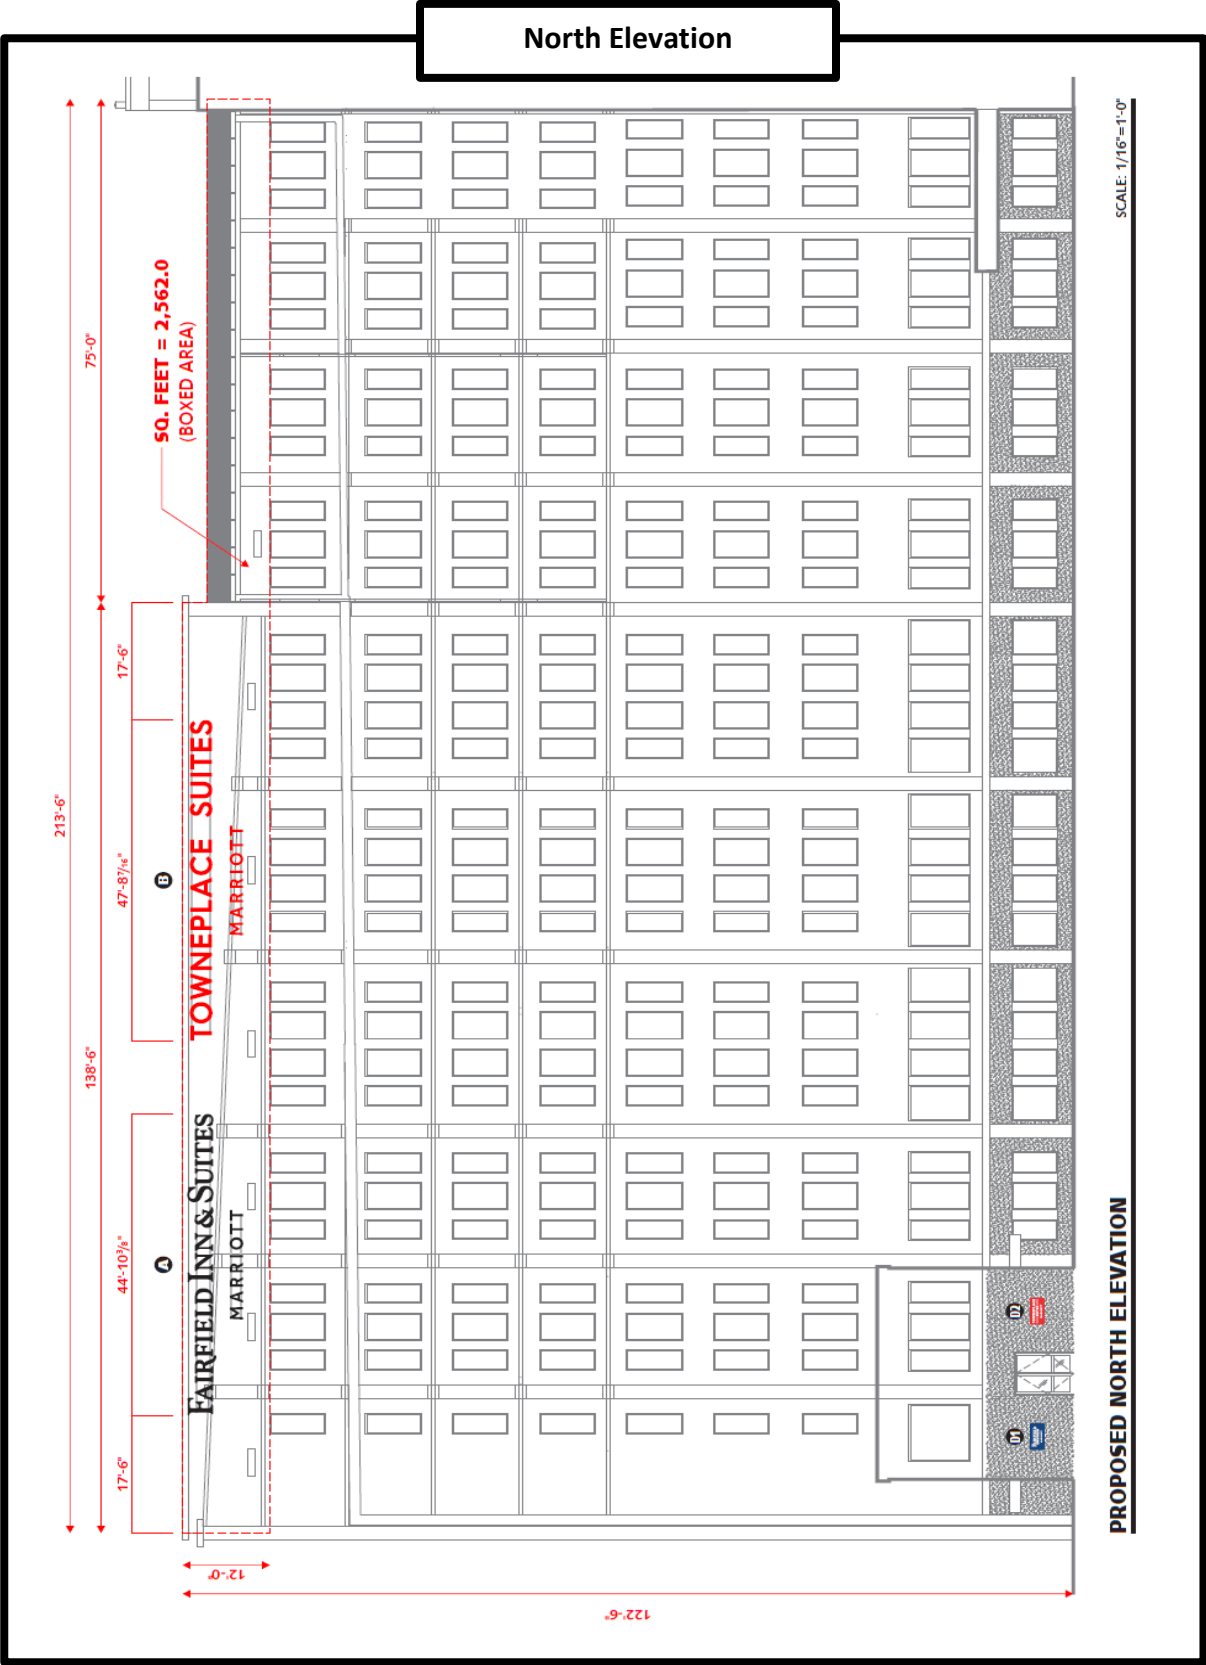 North Elevation
213'-6"
138'-6"
75'-0"
17'-6"
44'-10³/₈"
47'-8⁷/₁₆"
17'-6"
A
B
SQ. FEET = 2,562.0
(BOXED AREA)
FAIRFIELD INN & SUITES
MARRIOTT
TOWNEPLACE SUITES
MARRIOTT
12'-0"
122'-6"
D1
D2
PROPOSED NORTH ELEVATION
SCALE: 1/16"=1'-0"